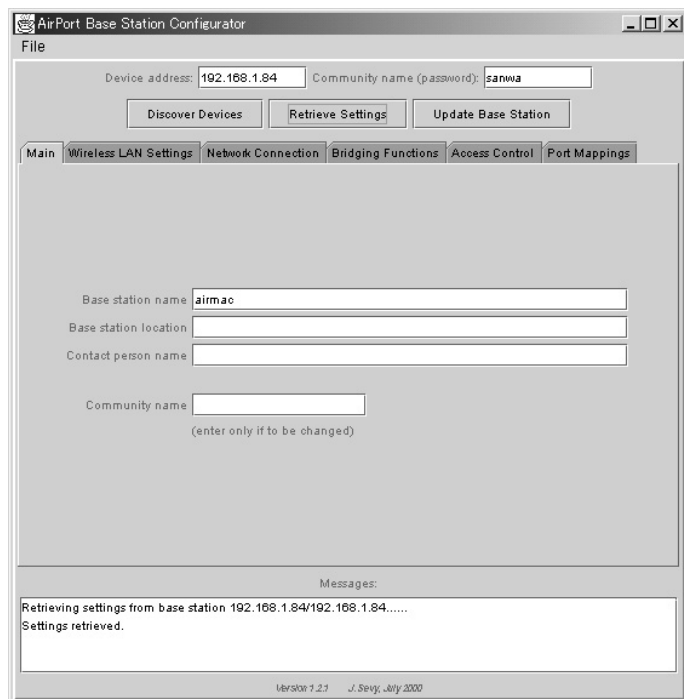 AirPort Base Station Configurator
File
Device address: 192.168.1.84 Community name (password): sanwa
Discover Devices Retrieve Settings Update Base Station
Main Wireless LAN Settings Network Connection Bridging Functions Access Control Port Mappings
Base station name airmac
Base station location
Contact person name
Community name
(enter only if to be changed)
Messages:
Retrieving settings from base station 192.168.1.84/192.168.1.84......
Settings retrieved.
Version 1.2.1 J. Sevy, July 2000